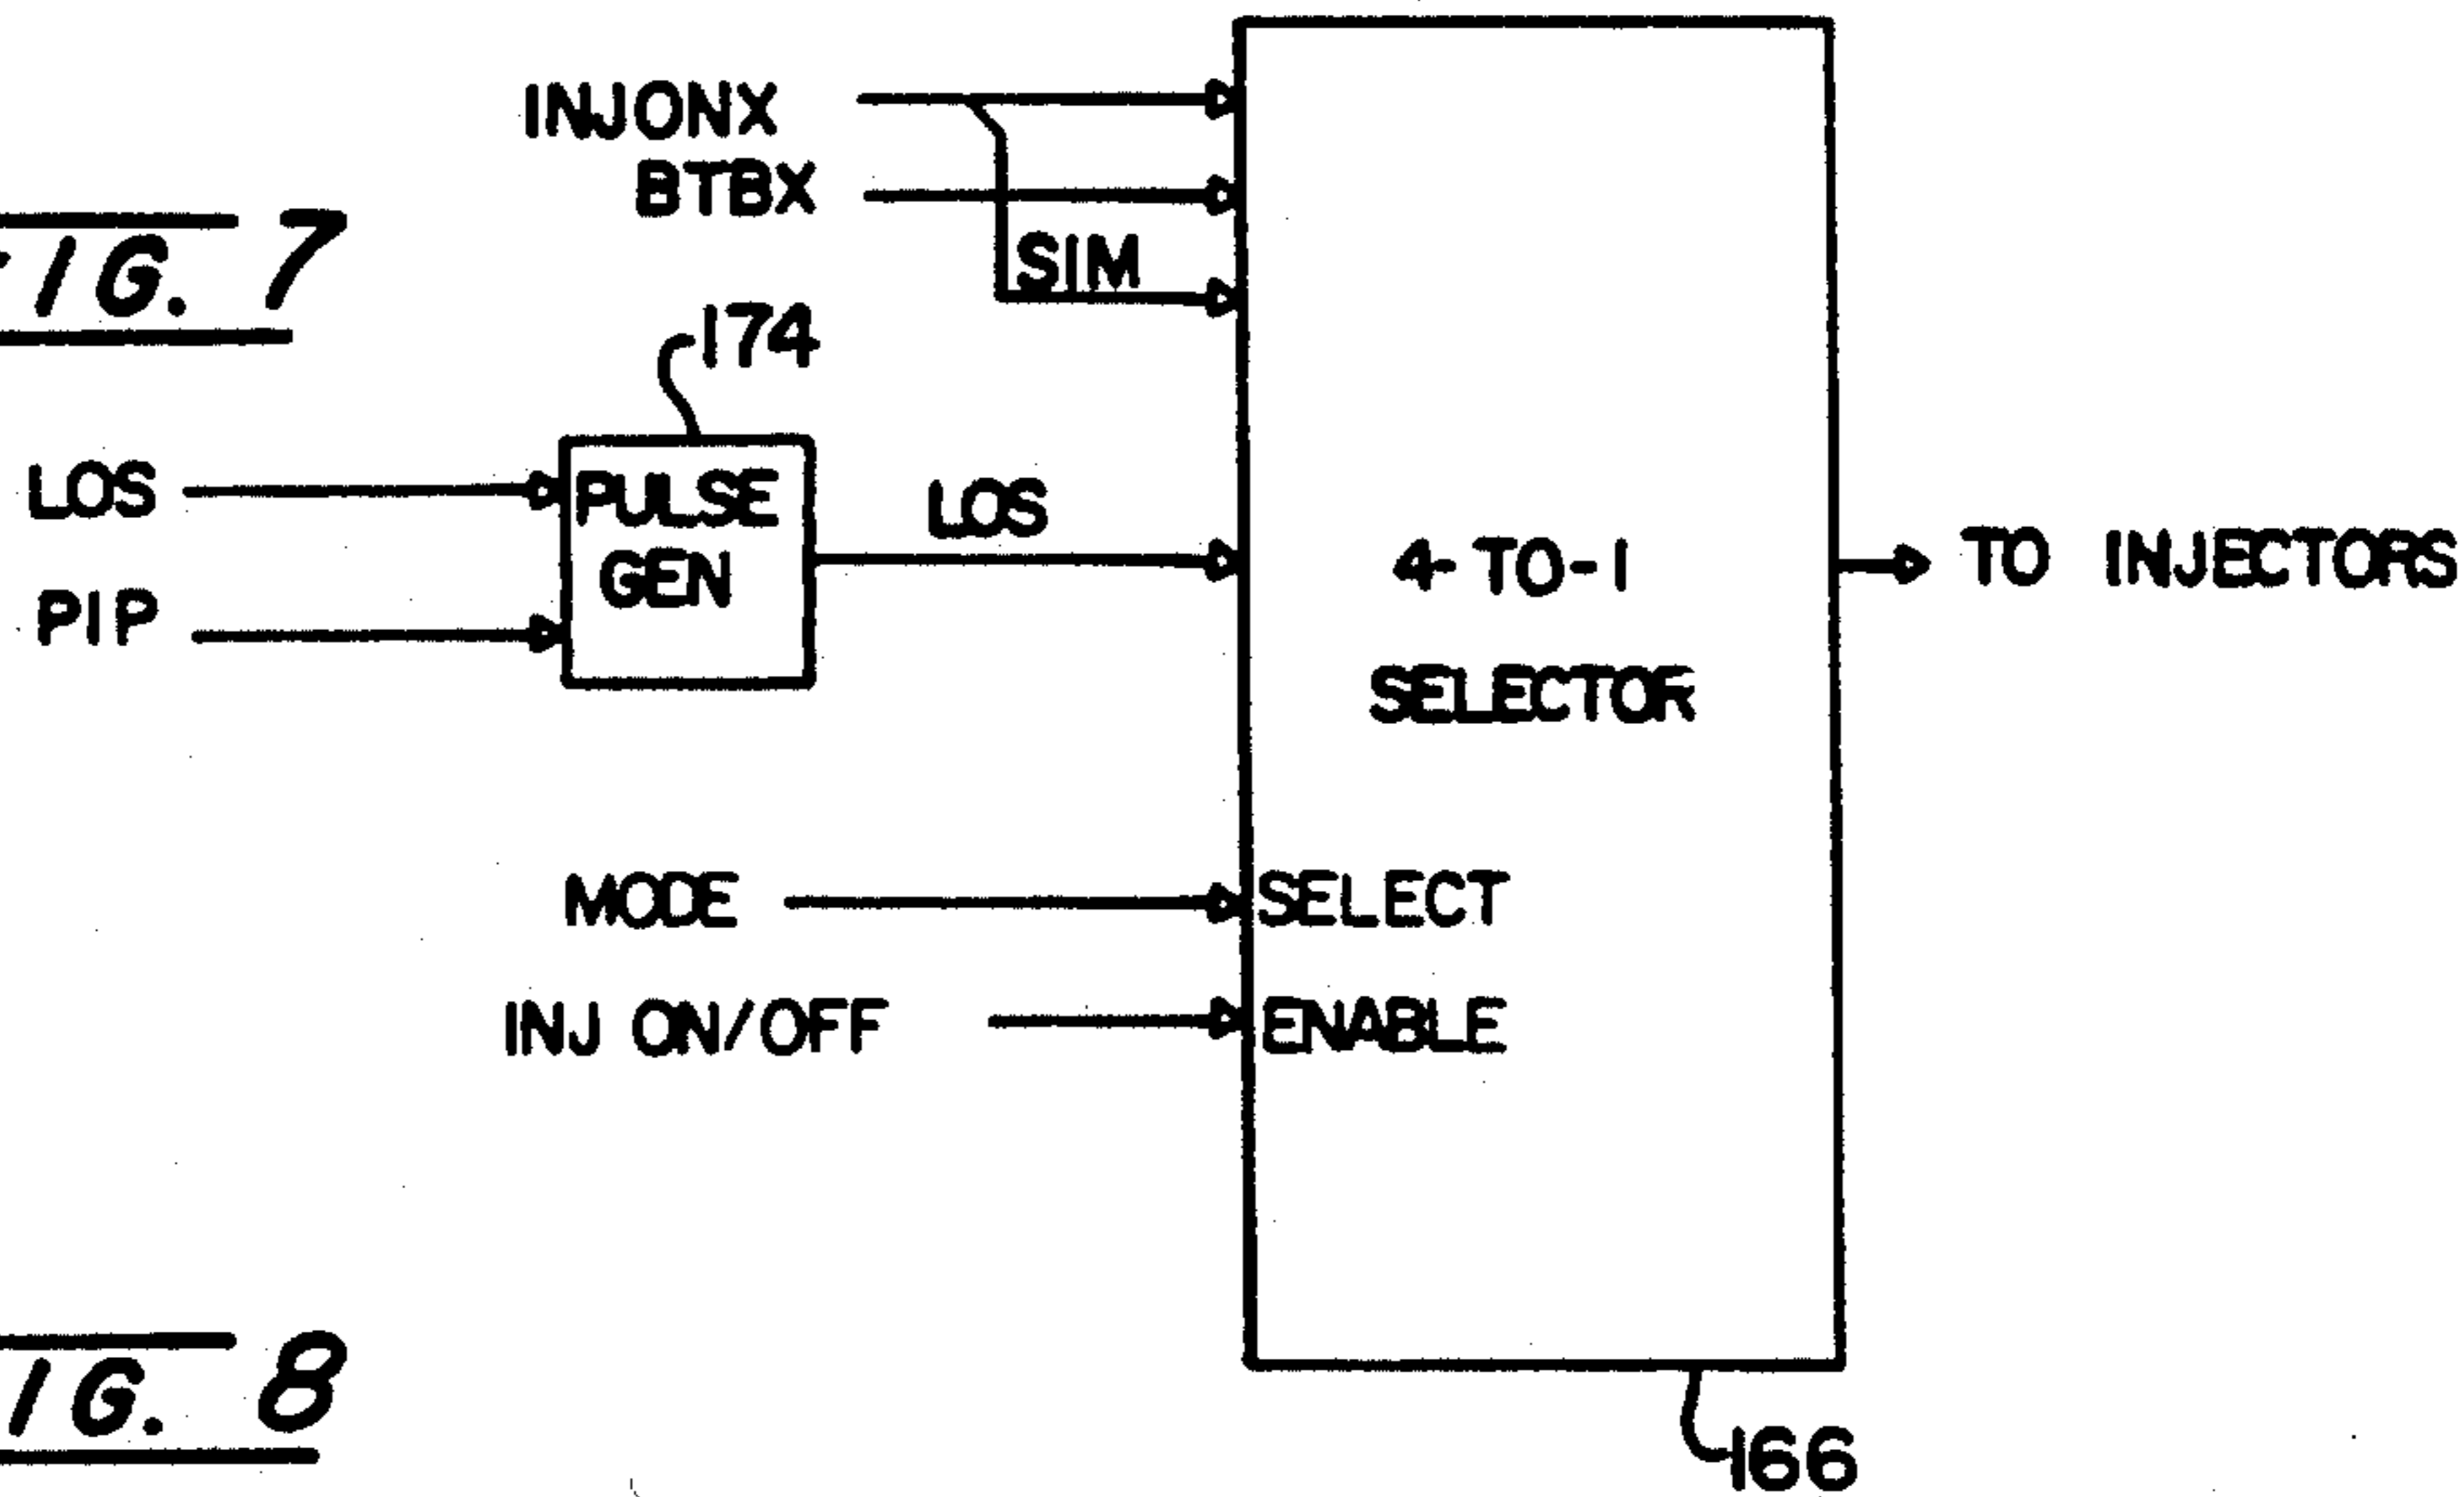 INJONX
BTBX
FIG. 7
SIM
174
LOS
PULSE
GEN
LOS
PIP
4-TO-1
SELECTOR
TO INJECTORS
MODE
SELECT
INJ ON/OFF
ENABLE
IG. 8
166